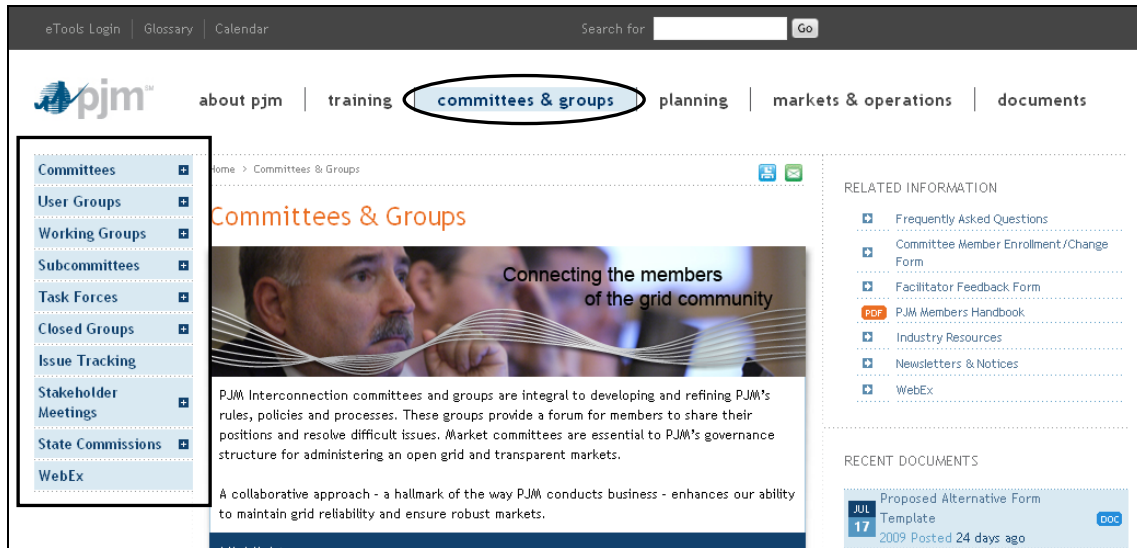 eTools Login Glossary Calendar Search for Go
pjm SM
about pjm training committees & groups planning markets & operations documents
Committees
User Groups
Working Groups
Subcommittees
Task Forces
Closed Groups
Issue Tracking
Stakeholder
Meetings
State Commissions
WebEx
Home > Committees & Groups
Committees & Groups
Connecting the members
of the grid community
PJM Interconnection committees and groups are integral to developing and refining PJM's
rules, policies and processes. These groups provide a forum for members to share their
positions and resolve difficult issues. Market committees are essential to PJM's governance
structure for administering an open grid and transparent markets.
A collaborative approach - a hallmark of the way PJM conducts business - enhances our ability
to maintain grid reliability and ensure robust markets.
RELATED INFORMATION
Frequently Asked Questions
Committee Member Enrollment/Change
Form
Facilitator Feedback Form
PDF PJM Members Handbook
Industry Resources
Newsletters & Notices
WebEx
RECENT DOCUMENTS
JUL
17
Proposed Alternative Form
Template
2009 Posted 24 days ago
DOC